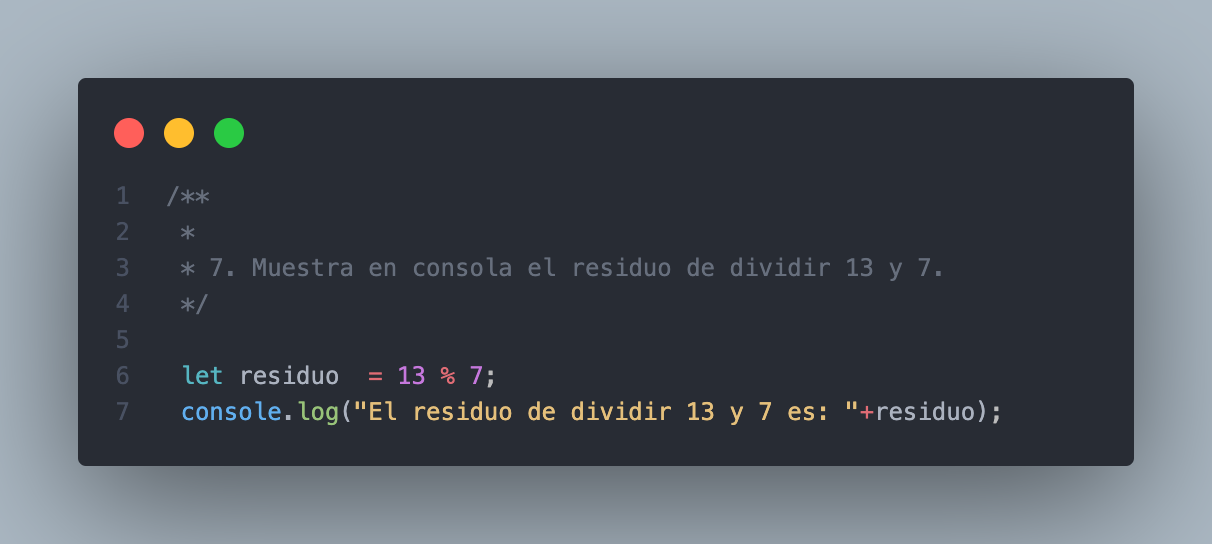 1 /**
2  *
3  * 7. Muestra en consola el residuo de dividir 13 y 7.
4  */
5
6  let residuo  = 13 % 7;
7  console.log("El residuo de dividir 13 y 7 es: "+residuo);